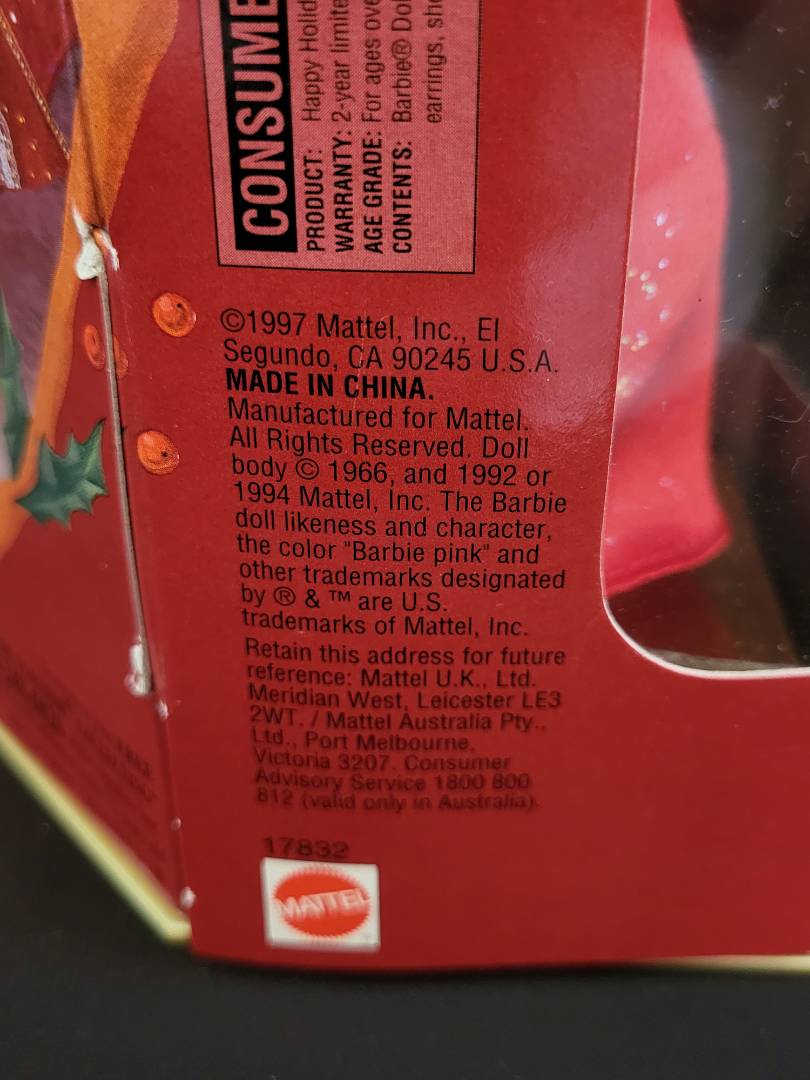 CONSUME
PRODUCT: Happy Holid
WARRANTY: 2-year limite
AGE GRADE: For ages ove
CONTENTS: Barbie® Dol
earrings, sh
©1997 Mattel, Inc., El
Segundo, CA 90245 U.S.A.
MADE IN CHINA.
Manufactured for Mattel.
All Rights Reserved. Doll
body © 1966, and 1992 or
1994 Mattel, Inc. The Barbie
doll likeness and character,
the color "Barbie pink" and
other trademarks designated
by ® & ™ are U.S.
trademarks of Mattel, Inc.
Retain this address for future
reference: Mattel U.K., Ltd.
Meridian West, Leicester LE3
2WT. / Mattel Australia Pty.,
Ltd., Port Melbourne,
Victoria 3207. Consumer
Advisory Service 1800 800
812 (valid only in Australia).
17832
MATTEL